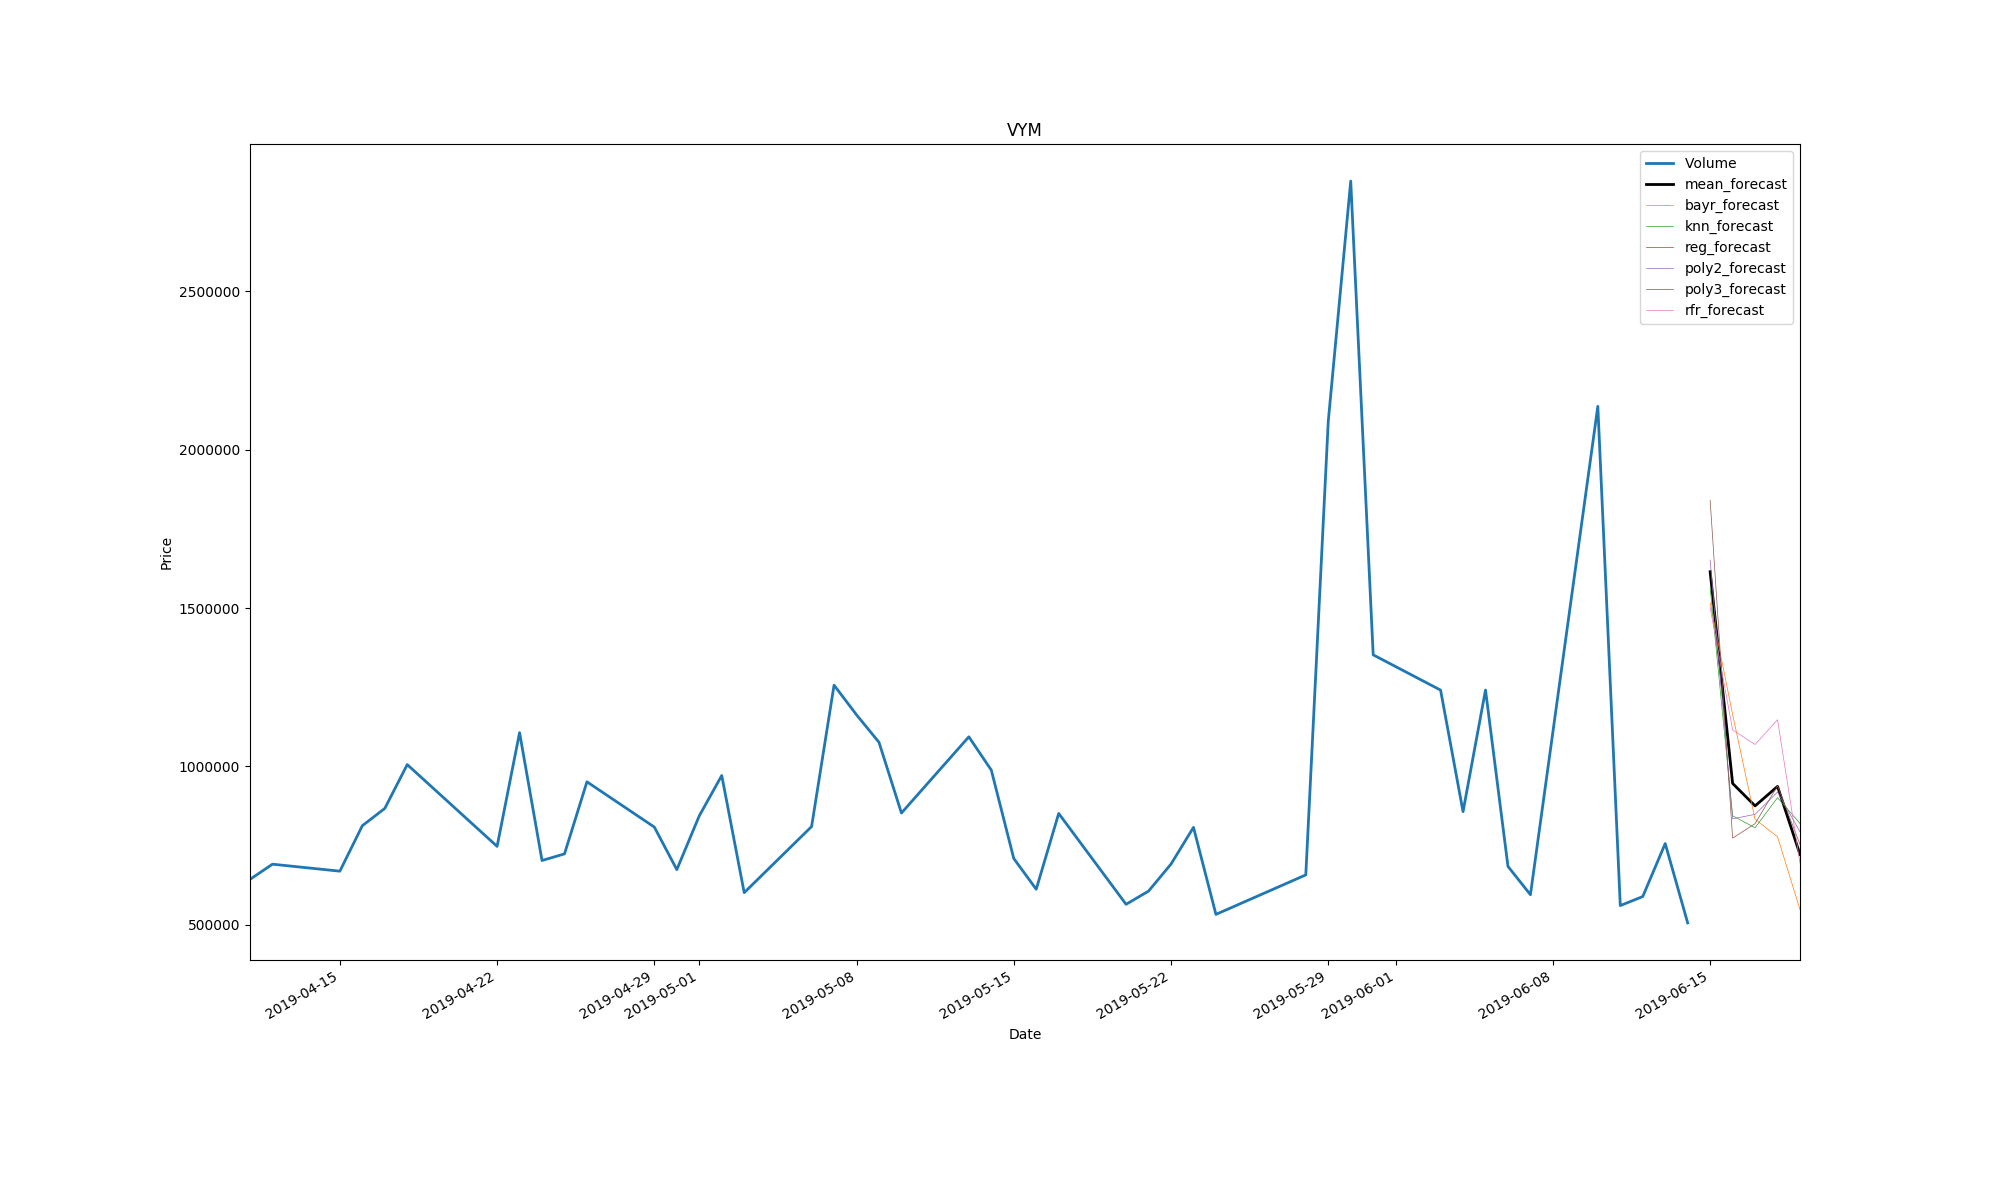 VYM
Volume
mean_forecast
bayr_forecast
knn_forecast
reg_forecast
poly2_forecast
poly3_forecast
rfr_forecast
2500000
2000000
1500000
1000000
500000
Price
2019-04-15
2019-04-22
2019-04-29
2019-05-01
2019-05-08
2019-05-15
2019-05-22
2019-05-29
2019-06-01
2019-06-08
2019-06-15
Date